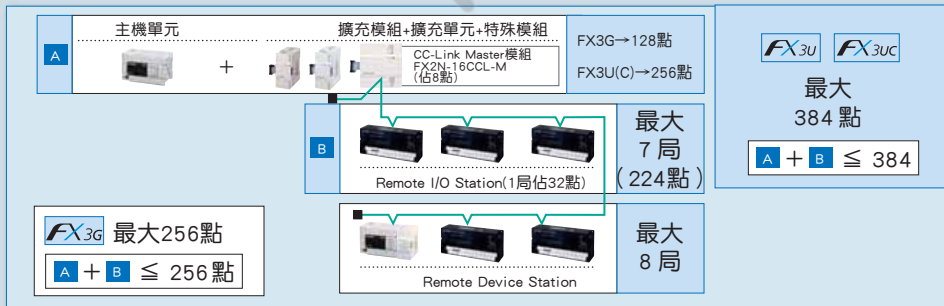 A
主機單元
+
擴充模組+擴充單元+特殊模組
CC-Link Master模組
FX2N-16CCL-M
(佔8點)
FX3G→128點
FX3U(C)→256點
B
Remote I/O Station(1局佔32點)
最大
7局
(224點)
Remote Device Station
最大
8局
FX3U FX3UC
最大
384點
A + B ≦ 384
FX3G 最大256點
A + B ≦ 256點